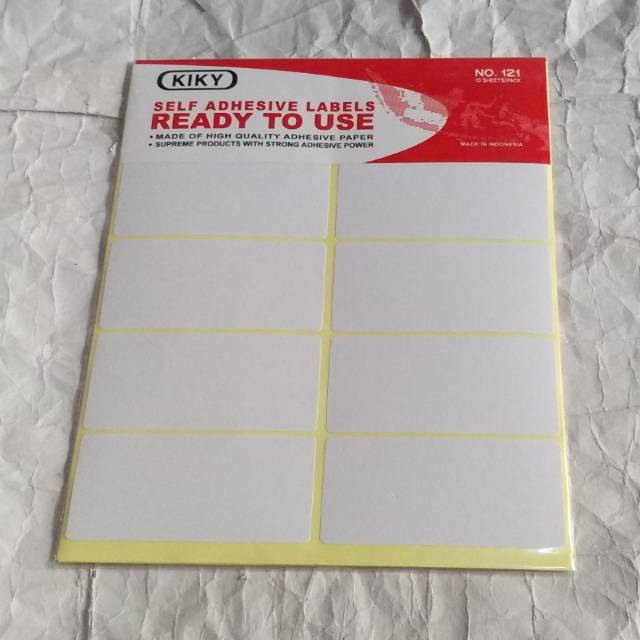 KIKY
NO. 121
10 SHEETS/PACK
SELF ADHESIVE LABELS
READY TO USE
• MADE OF HIGH QUALITY ADHESIVE PAPER
• SUPREME PRODUCTS WITH STRONG ADHESIVE POWER
MADE IN INDONESIA